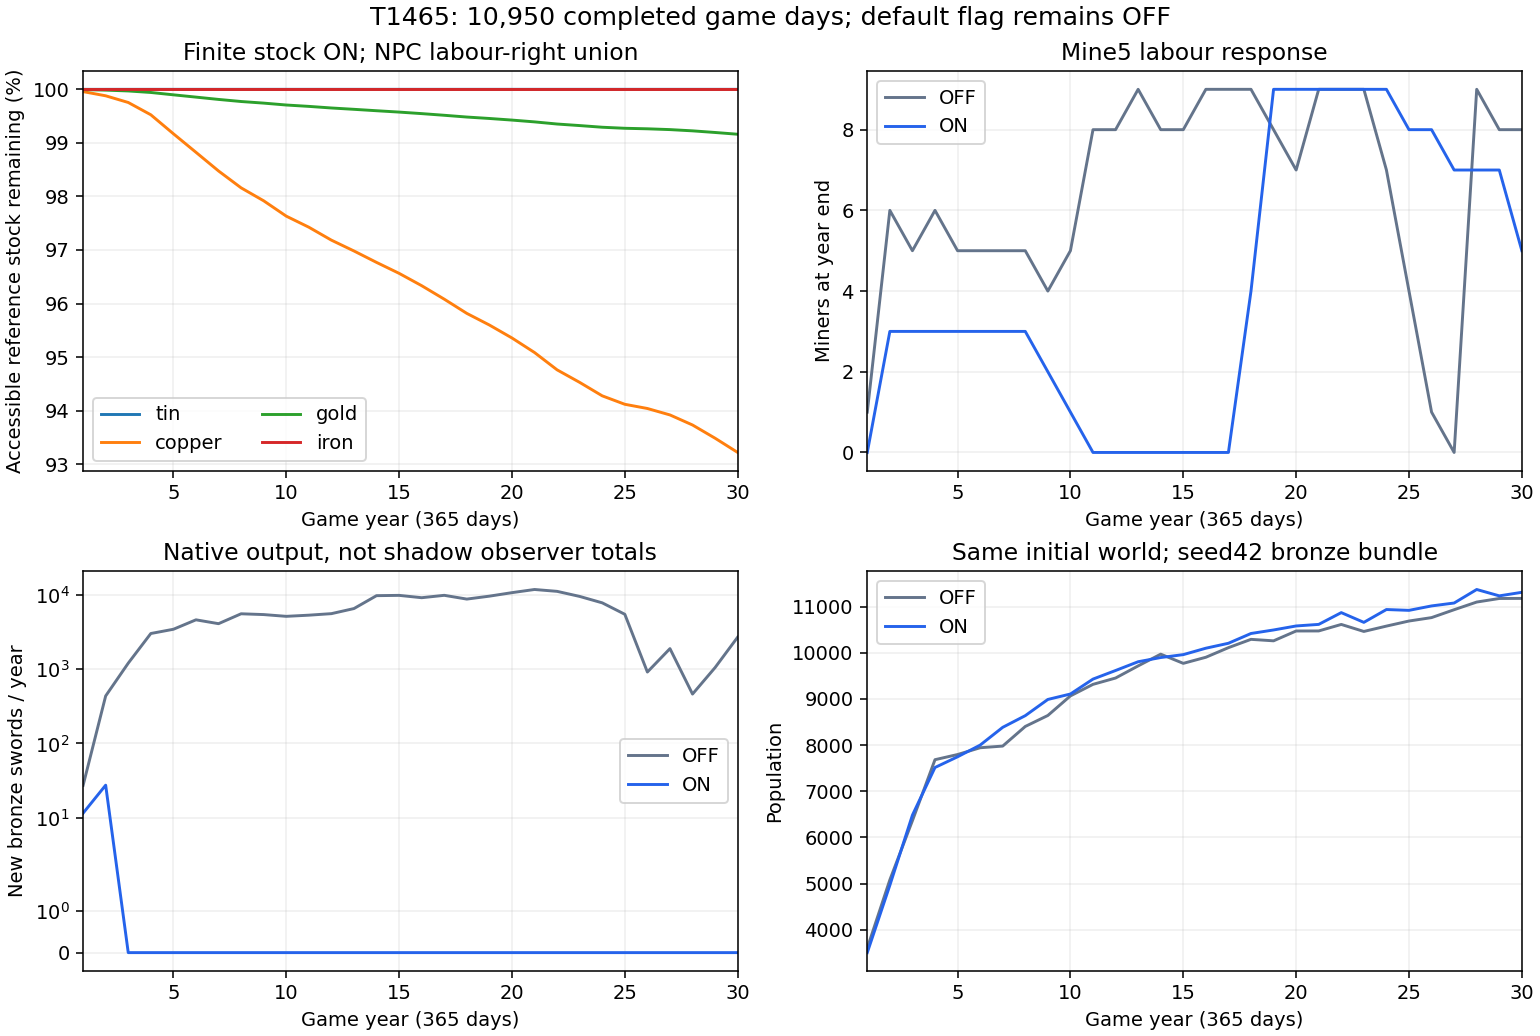 T1465: 10,950 completed game days; default flag remains OFF
Finite stock ON; NPC labour-right union
Accessible reference stock remaining (%)
100
99
98
97
96
95
94
93
tin
copper
gold
iron
5
10
15
20
25
30
Game year (365 days)
Mine5 labour response
Miners at year end
8
6
4
2
0
OFF
ON
5
10
15
20
25
30
Game year (365 days)
Native output, not shadow observer totals
New bronze swords / year
10⁴
10³
10²
10¹
10⁰
0
OFF
ON
5
10
15
20
25
30
Game year (365 days)
Same initial world; seed42 bronze bundle
Population
11000
10000
9000
8000
7000
6000
5000
4000
OFF
ON
5
10
15
20
25
30
Game year (365 days)